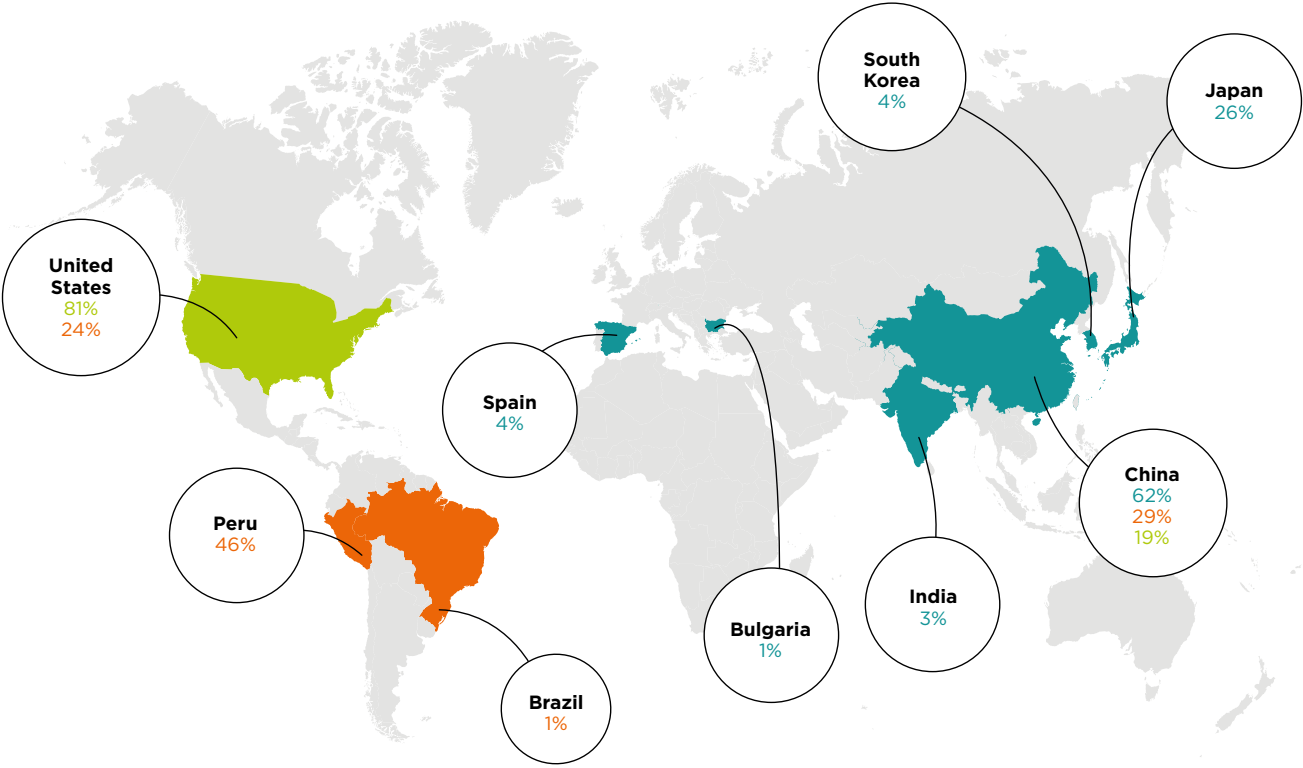 South
Korea
4%
Japan
26%
United
States
81%
24%
Spain
4%
China
62%
29%
19%
Peru
46%
India
3%
Bulgaria
1%
Brazil
1%